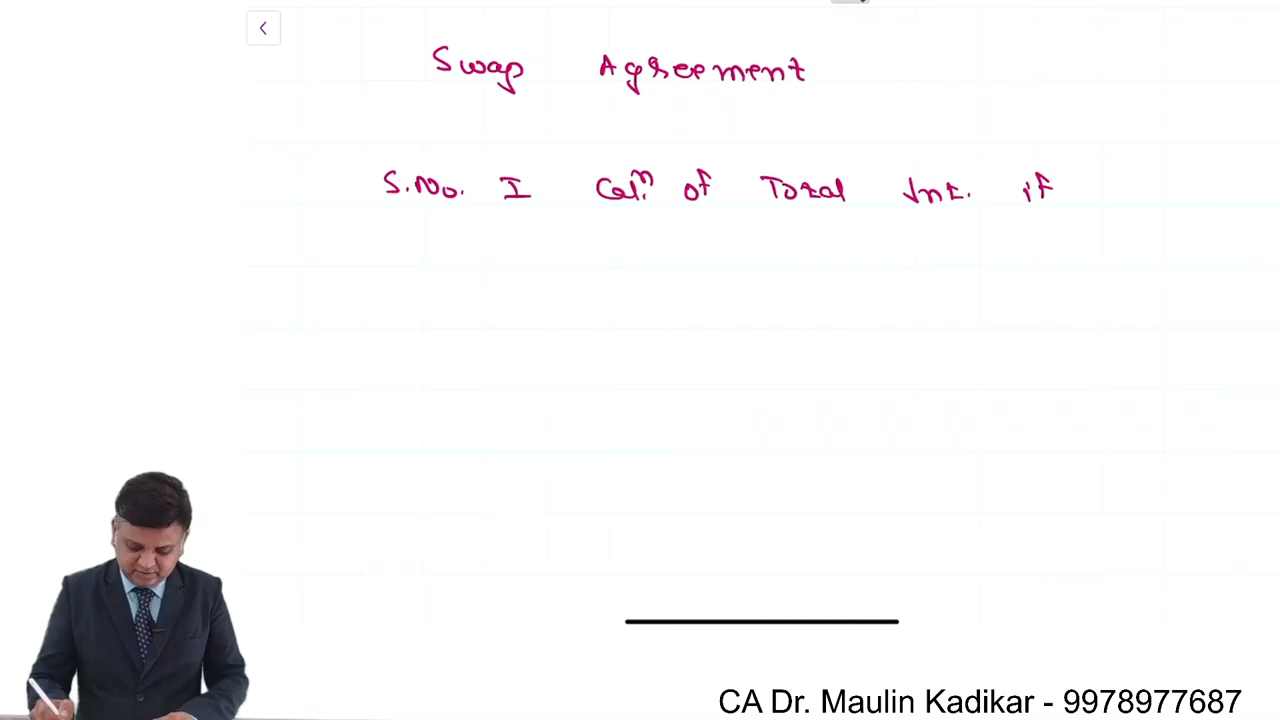 Swap Agreement
S.No. I Calⁿ. of Total Int. if
CA Dr. Maulin Kadikar - 9978977687